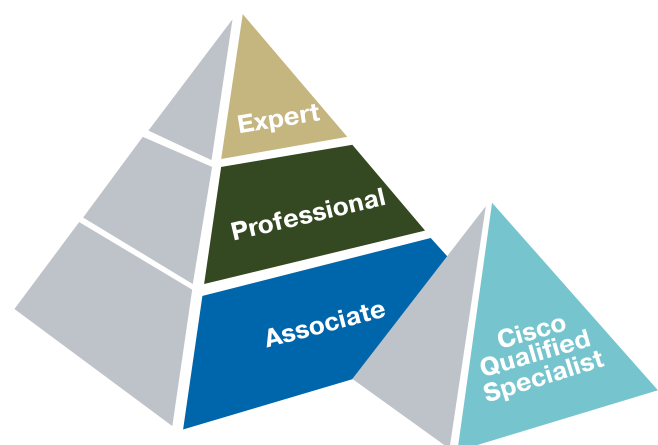 Expert
Professional
Associate
Cisco
Qualified
Specialist